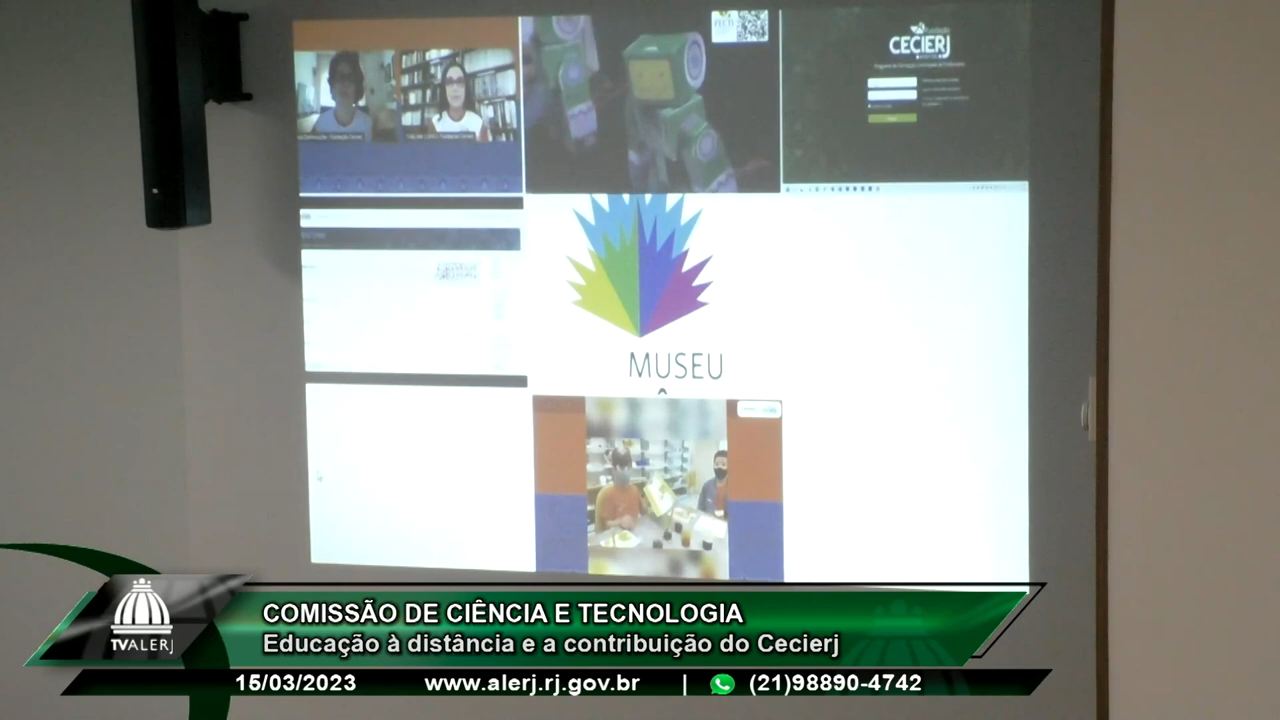 CECIERJ
MUSEU
TVALERJ
COMISSÃO DE CIÊNCIA E TECNOLOGIA
Educação à distância e a contribuição do Cecierj
15/03/2023
www.alerj.rj.gov.br | (21)98890-4742